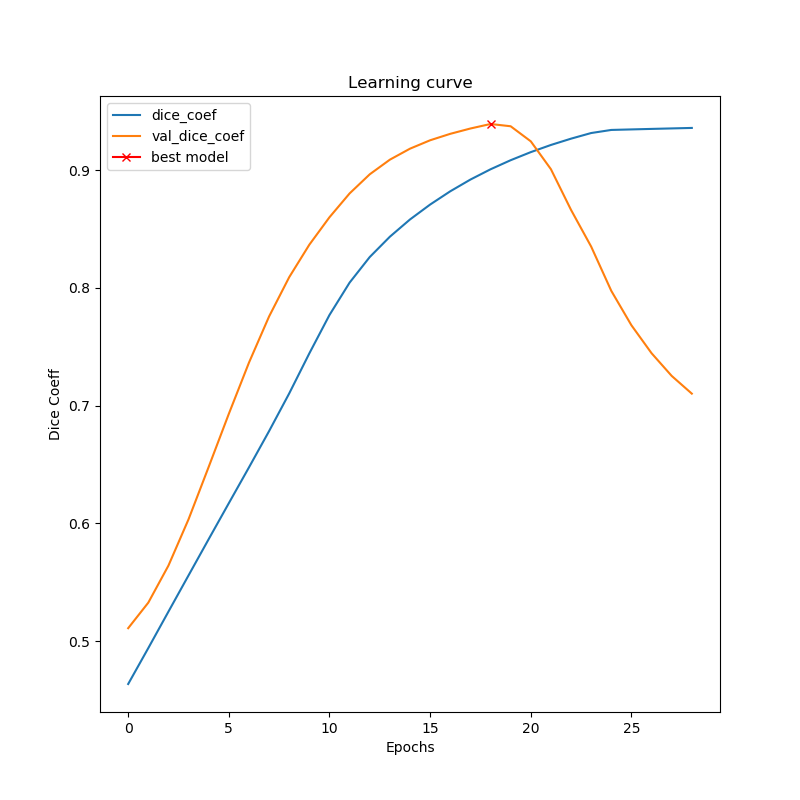 Learning curve
dice_coef
val_dice_coef
best model
Dice Coeff
0.9
0.8
0.7
0.6
0.5
0 5 10 15 20 25
Epochs